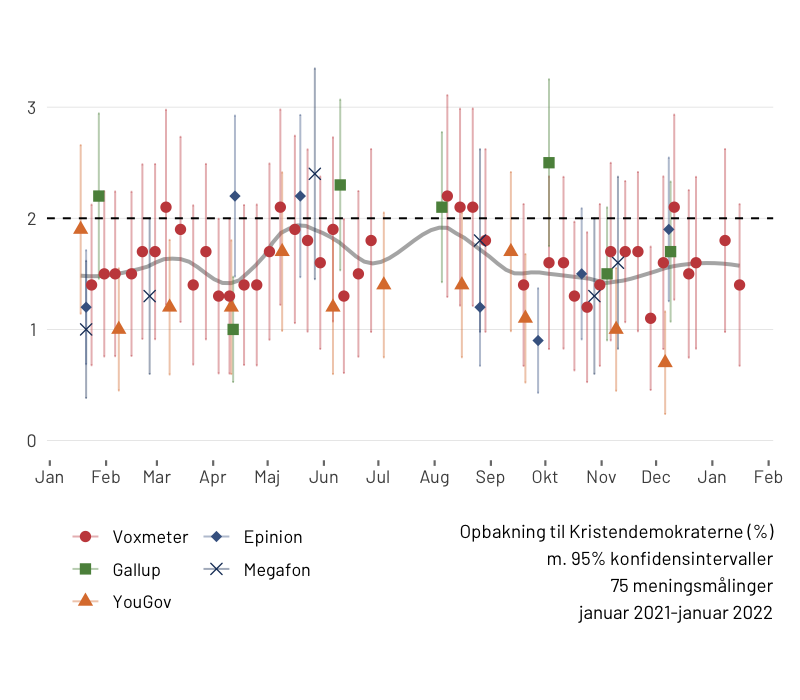 3
2
1
0
Jan Feb Mar Apr Maj Jun Jul Aug Sep Okt Nov Dec Jan Feb
Voxmeter Epinion
Gallup Megafon
YouGov
Opbakning til Kristendemokraterne (%)
m. 95% konfidensintervaller
75 meningsmålinger
januar 2021-januar 2022